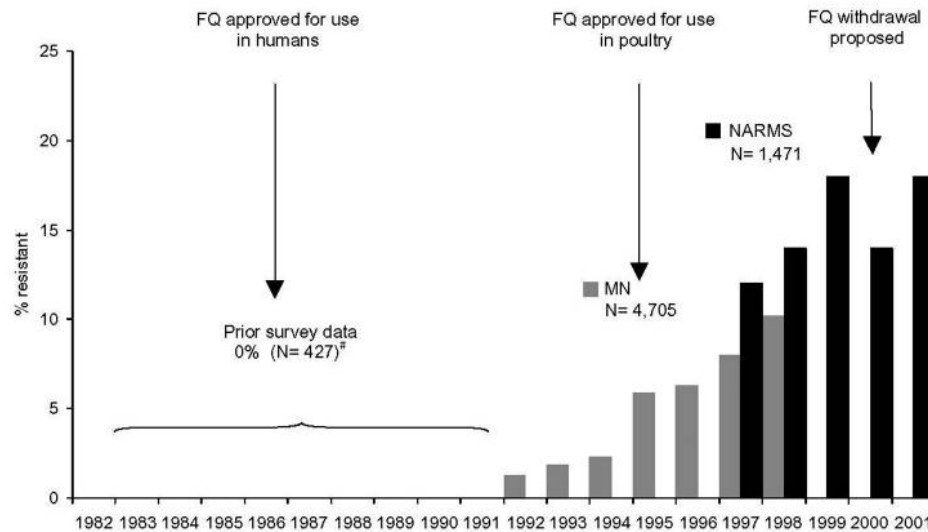 FQ approved for use
in humans
FQ approved for use
in poultry
FQ withdrawal
proposed
25
20
15
10
5
0
% resistant
NARMS
N= 1,471
MN
N= 4,705
Prior survey data
0% (N= 427)#
1982 1983 1984 1985 1986 1987 1988 1989 1990 1991 1992 1993 1994 1995 1996 1997 1998 1999 2000 2001